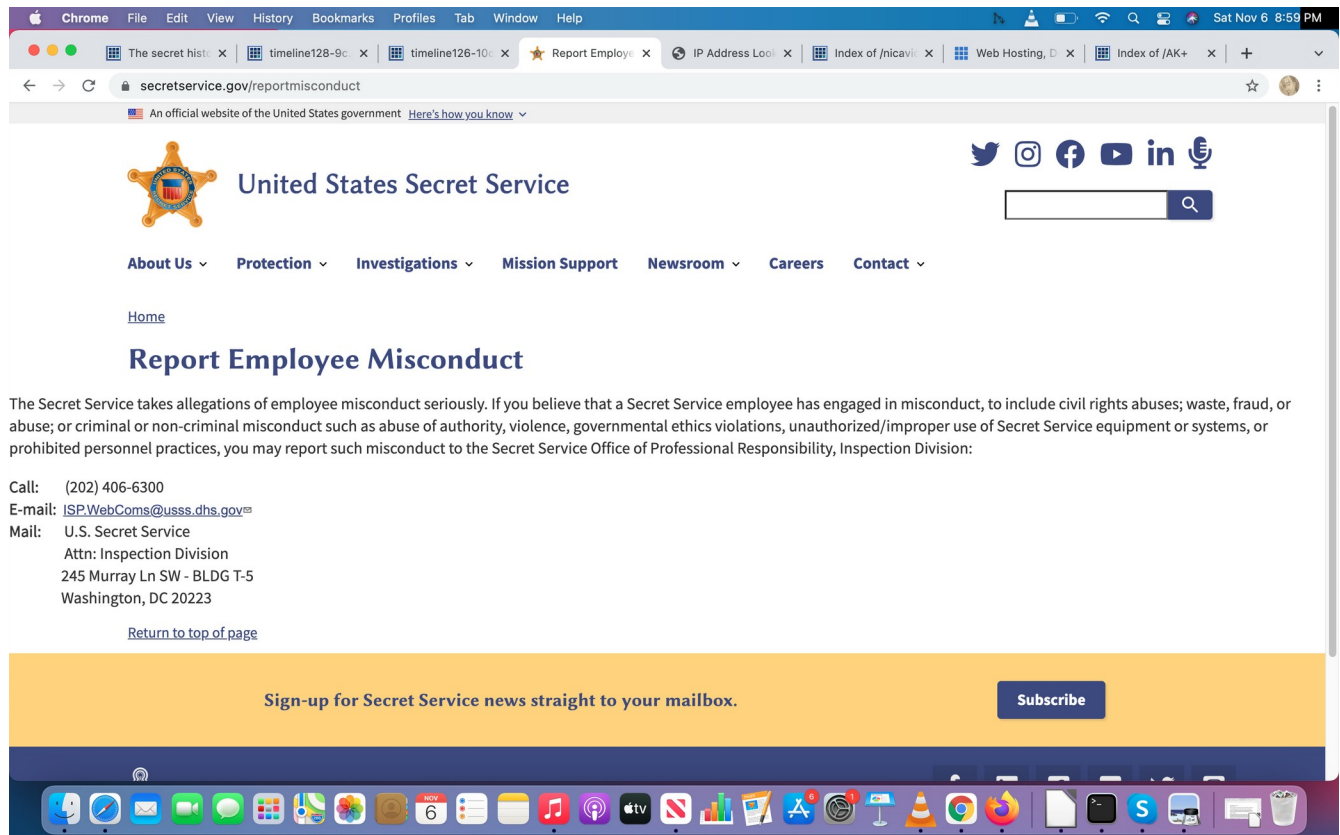 Chrome File Edit View History Bookmarks Profiles Tab Window Help Sat Nov 6 8:59 PM
The secret histo timeline128-9c. timeline126-10c Report Employe IP Address Loo Index of /nicavic Web Hosting, D Index of /AK+
secretservice.gov/reportmisconduct
An official website of the United States government Here's how you know
United States Secret Service
About Us Protection Investigations Mission Support Newsroom Careers Contact
Home
Report Employee Misconduct
The Secret Service takes allegations of employee misconduct seriously. If you believe that a Secret Service employee has engaged in misconduct, to include civil rights abuses; waste, fraud, or
abuse; or criminal or non-criminal misconduct such as abuse of authority, violence, governmental ethics violations, unauthorized/improper use of Secret Service equipment or systems, or
prohibited personnel practices, you may report such misconduct to the Secret Service Office of Professional Responsibility, Inspection Division:
Call: (202) 406-6300
E-mail: ISP.WebComs@usss.dhs.gov
Mail: U.S. Secret Service
Attn: Inspection Division
245 Murray Ln SW - BLDG T-5
Washington, DC 20223
Return to top of page
Sign-up for Secret Service news straight to your mailbox.
Subscribe
NOV
6
tv